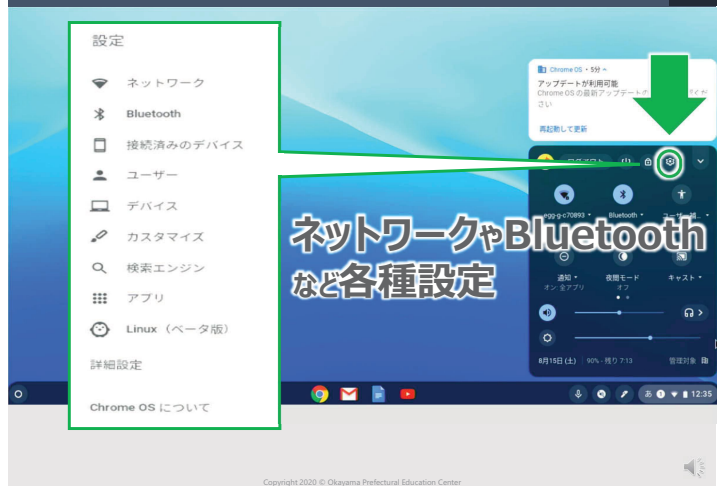 設定
ネットワーク
Bluetooth
接続済みのデバイス
ユーザー
デバイス
カスタマイズ
検索エンジン
アプリ
Linux（ベータ版）
詳細設定
Chrome OS について
Chrome OS・5分
アップデートが利用可能
Chrome OS の最新アップデートの
さい
再起動して更新
egg-g-c70893
Bluetooth
ネットワークやBluetooth
など各種設定
通知
夜間モード
キャスト
オン: 全アプリ
オフ
8月15日 (土)
90% - 残り 7:13
管理対象
あ
12:35
Copyright 2020 © Okayama Prefectural Education Center